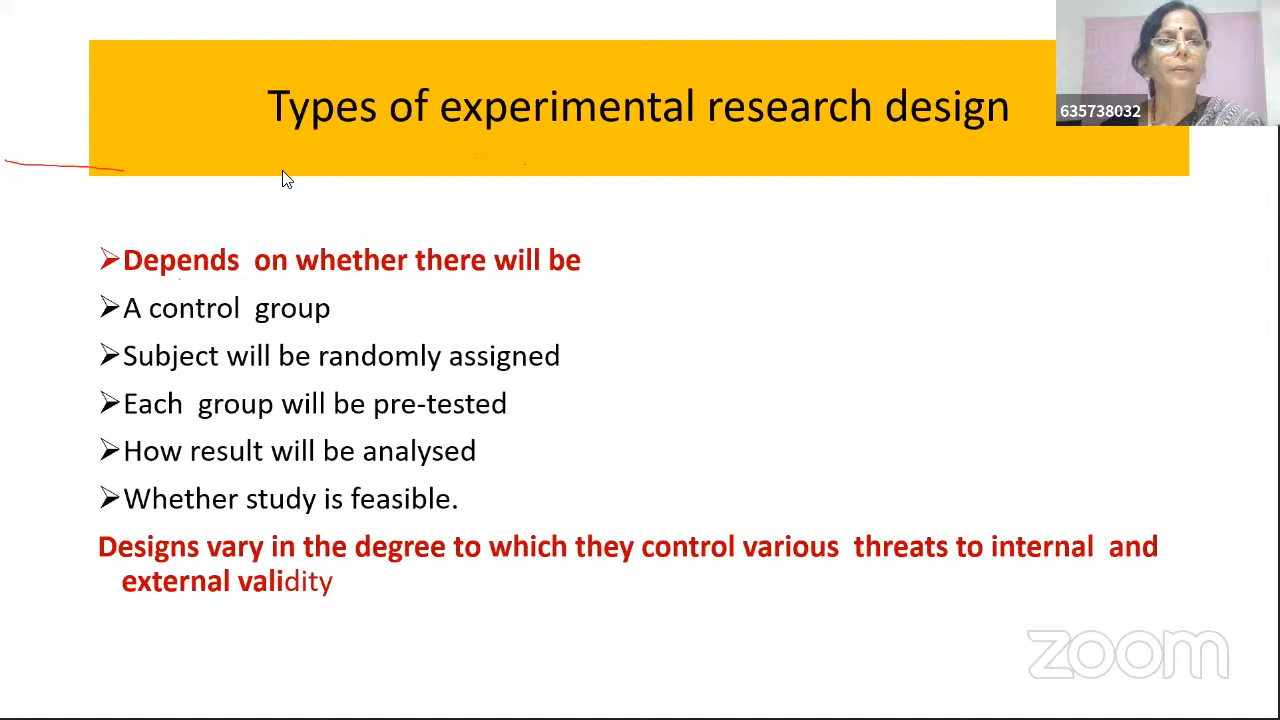 Types of experimental research design
635738032
➢Depends on whether there will be
➢A control group
➢Subject will be randomly assigned
➢Each group will be pre-tested
➢How result will be analysed
➢Whether study is feasible.
Designs vary in the degree to which they control various threats to internal and
external validity
zoom